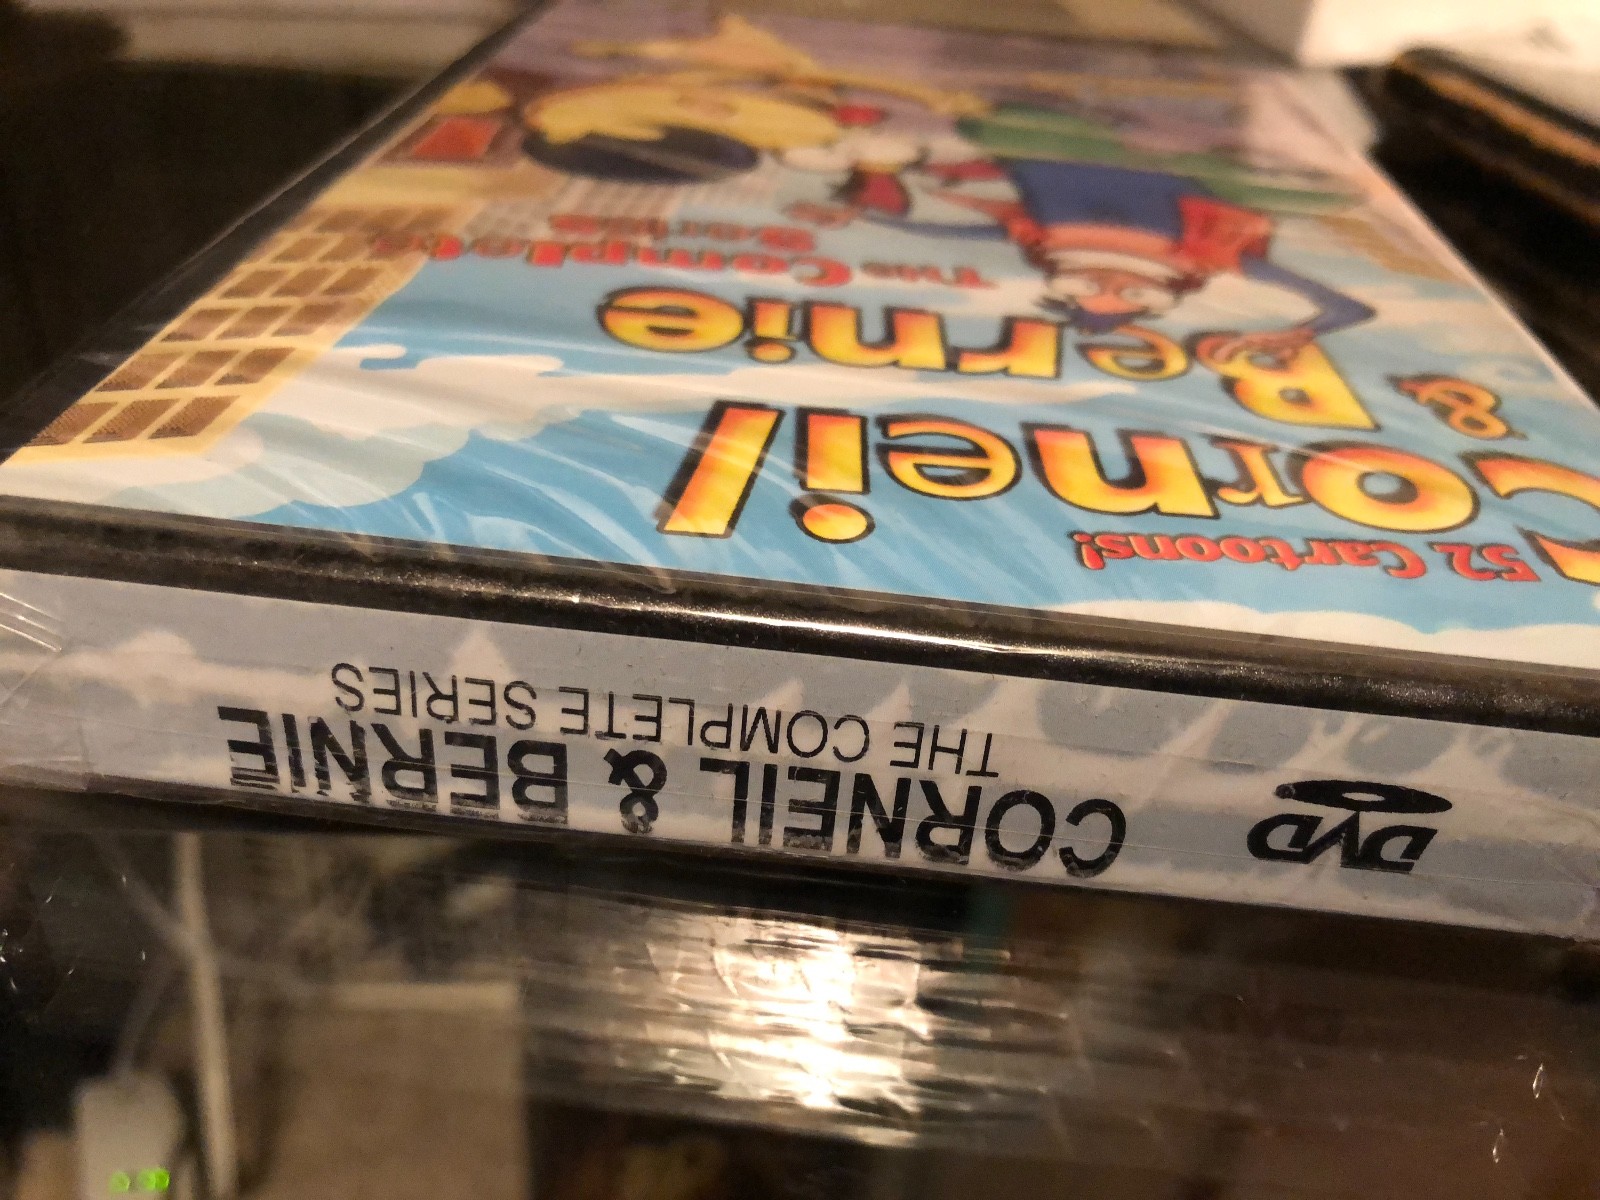 52 Cartoons!
Corneil
& Bernie
The Complete
Series
DVD
CORNEIL & BERNIE
THE COMPLETE SERIES